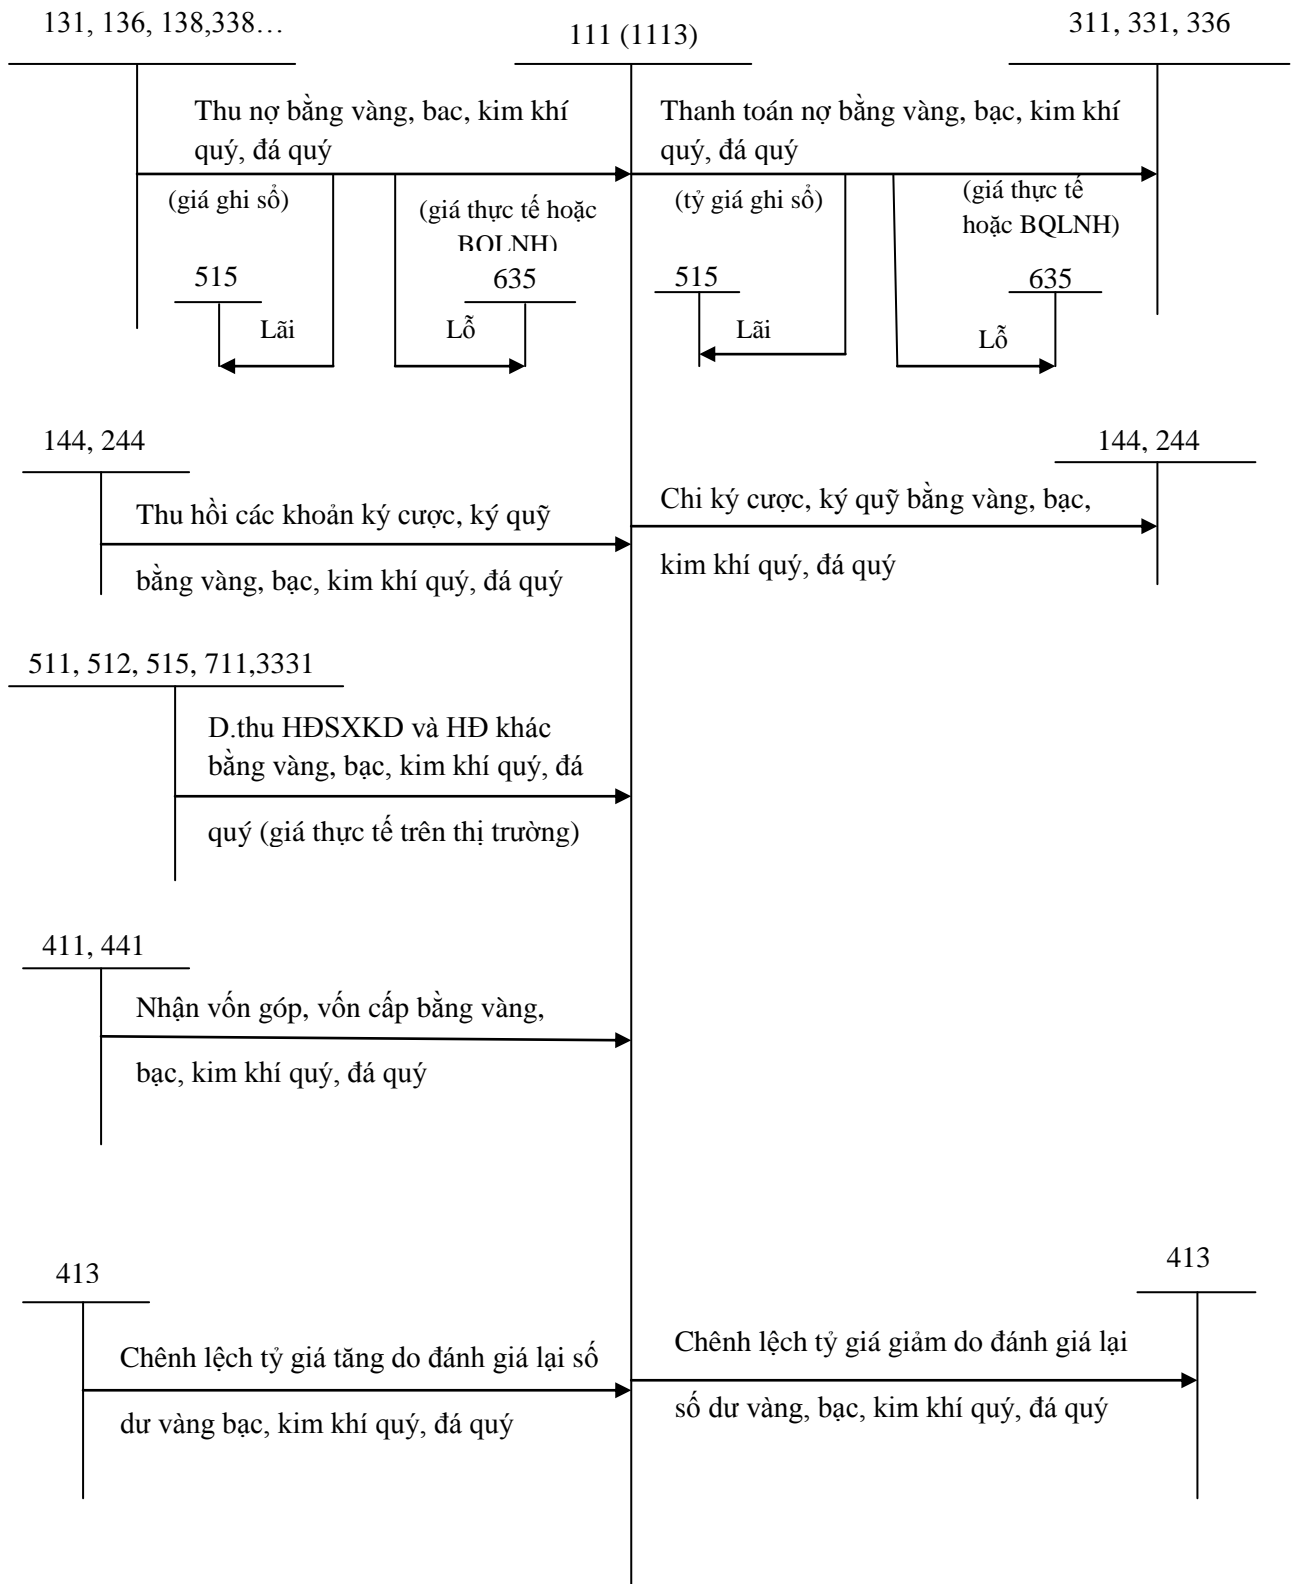 131, 136, 138,338…
111 (1113)
311, 331, 336
Thu nợ bằng vàng, bac, kim khí
quý, đá quý
Thanh toán nợ bằng vàng, bạc, kim khí
quý, đá quý
(giá ghi sổ)
(giá thực tế hoặc
BQLNH)
(tỷ giá ghi sổ)
(giá thực tế
hoặc BQLNH)
515
635
515
635
Lãi
Lỗ
Lãi
Lỗ
144, 244
144, 244
Thu hồi các khoản ký cược, ký quỹ
bằng vàng, bạc, kim khí quý, đá quý
Chi ký cược, ký quỹ bằng vàng, bạc,
kim khí quý, đá quý
511, 512, 515, 711,3331
D.thu HĐSXKD và HĐ khác
bằng vàng, bạc, kim khí quý, đá
quý (giá thực tế trên thị trường)
411, 441
Nhận vốn góp, vốn cấp bằng vàng,
bạc, kim khí quý, đá quý
413
413
Chênh lệch tỷ giá tăng do đánh giá lại số
dư vàng bạc, kim khí quý, đá quý
Chênh lệch tỷ giá giảm do đánh giá lại
số dư vàng, bạc, kim khí quý, đá quý